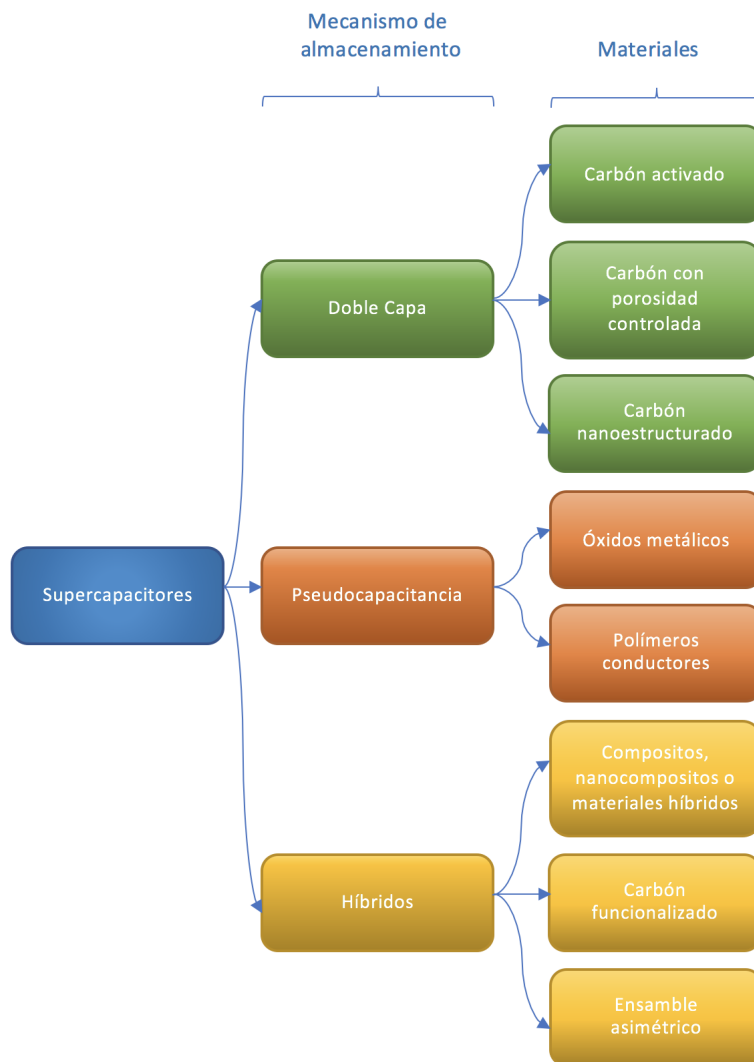 Mecanismo de
almacenamiento
Materiales
Carbón activado
Carbón con
porosidad
controlada
Doble Capa
Carbón
nanoestructurado
Óxidos metálicos
Supercapacitores
Pseudocapacitancia
Polímeros
conductores
Compositos,
nanocompositos o
materiales híbridos
Híbridos
Carbón
funcionalizado
Ensamble
asimétrico